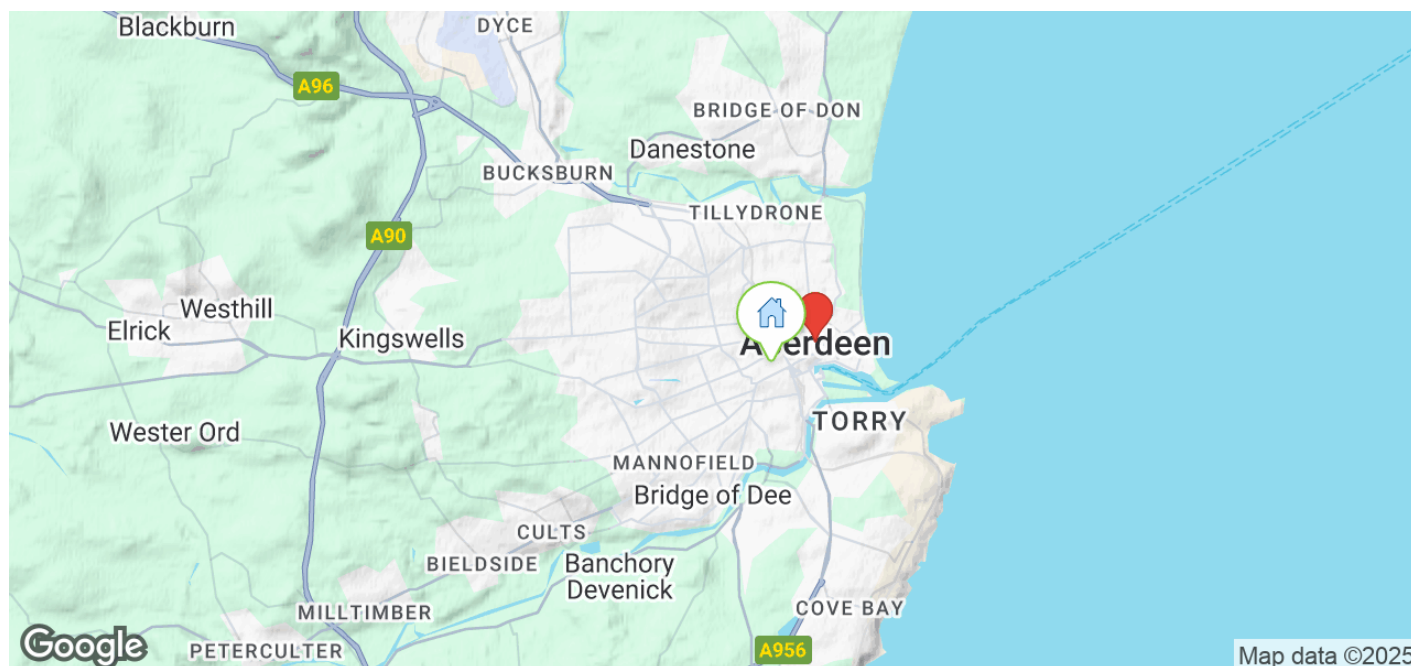 Blackburn
DYCE
A96
BRIDGE OF DON
Danestone
BUCKSBURN
TILLYDRONE
A90
Westhill
Elrick
Kingswells
Aberdeen
TORRY
Wester Ord
MANNOFIELD
Bridge of Dee
CULTS
BIELDSIDE
Banchory
Devenick
MILLTIMBER
COVE BAY
PETERCULTER
A956
Google
Map data ©2025